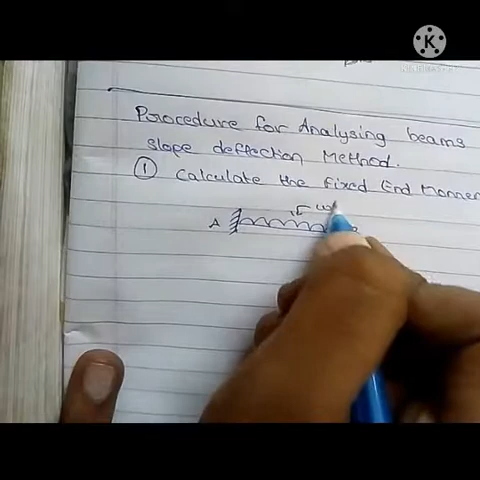 K
Procedure for Analysing beams
slope deflection Method.
① Calculate the fixed End Momen
A